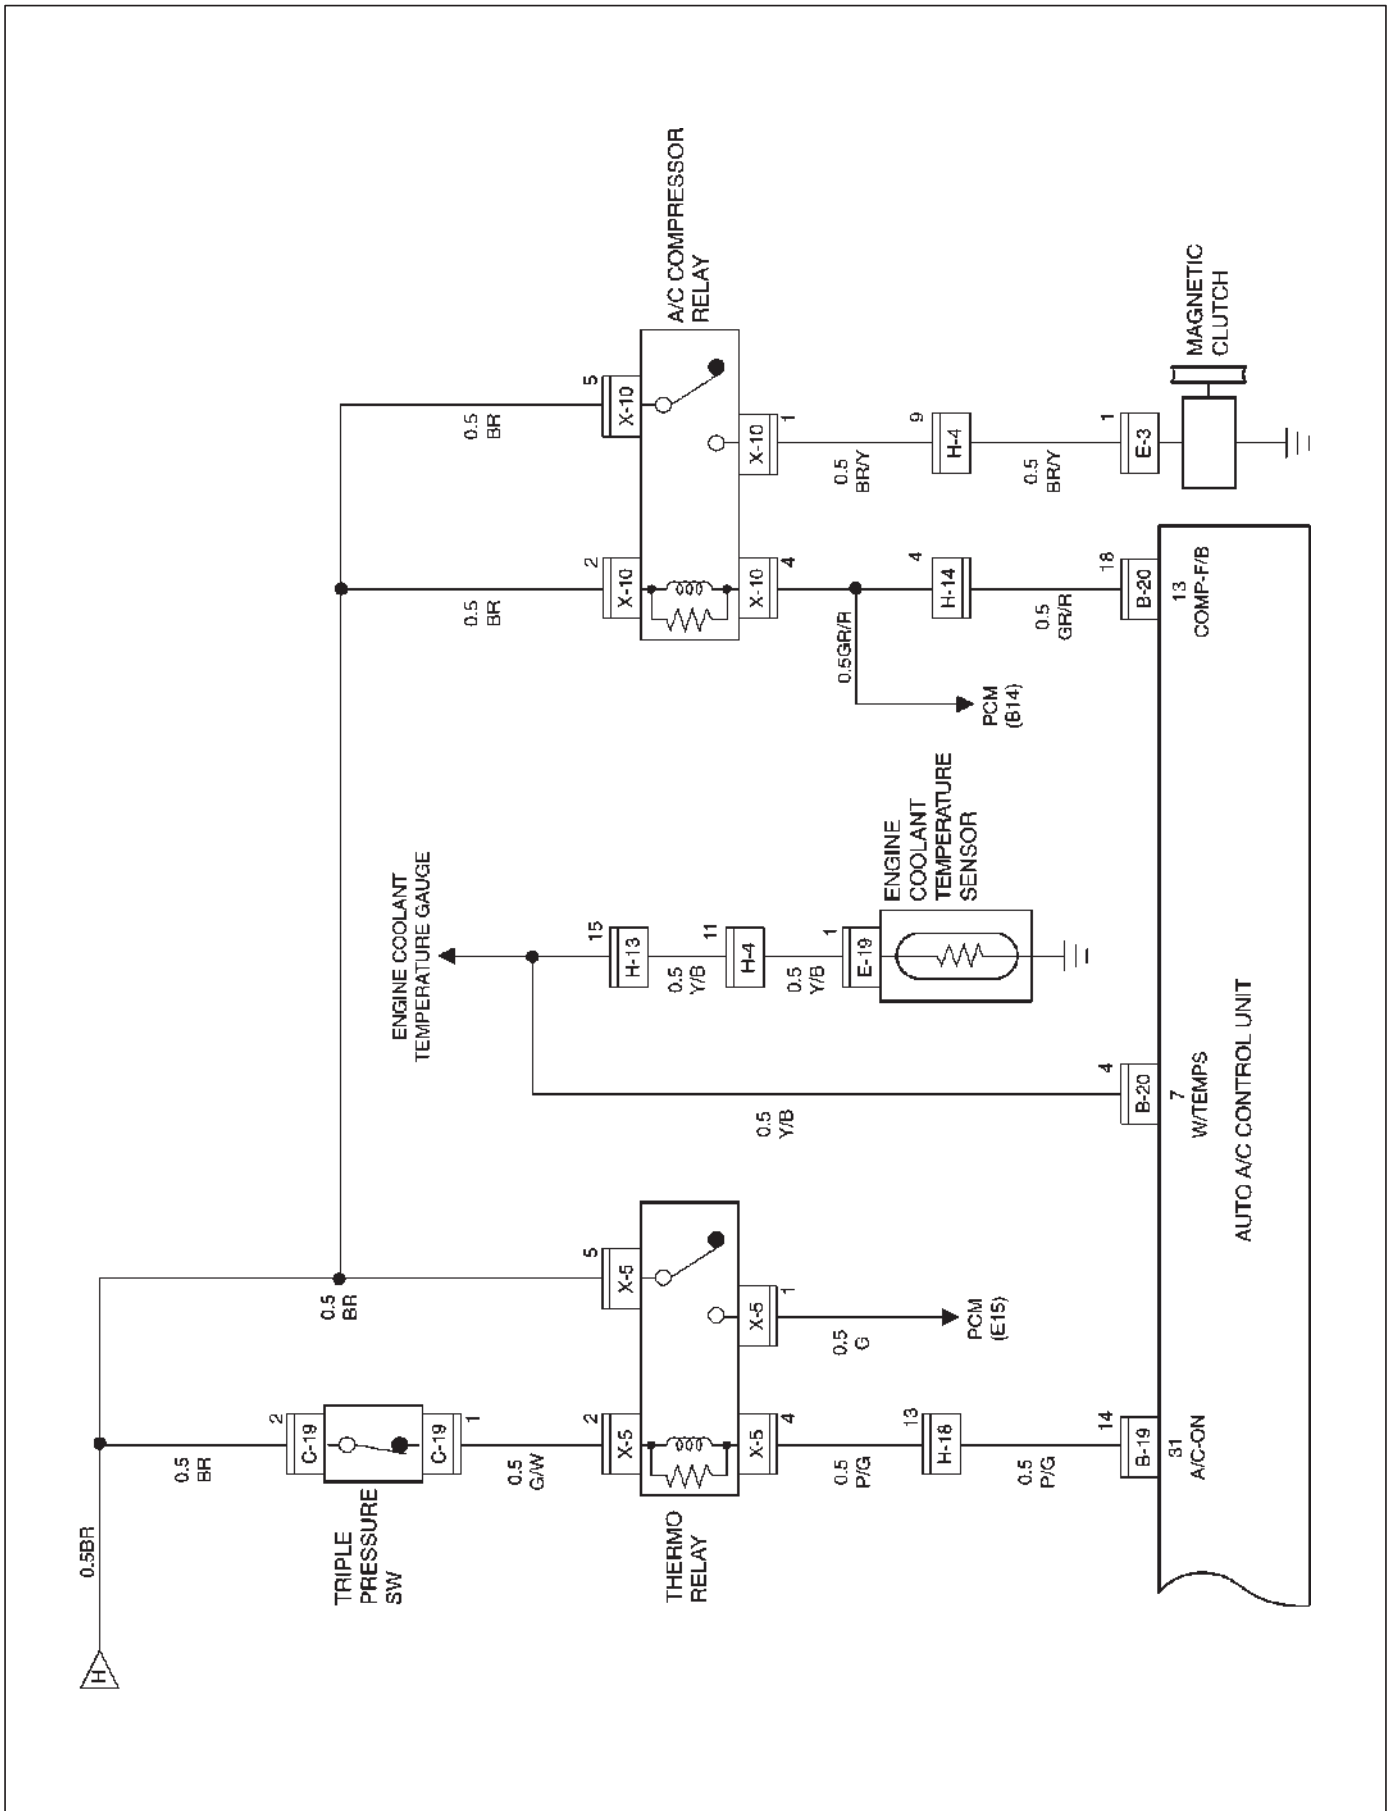 H
0.5BR
0.5
BR
2
C-19
TRIPLE
PRESSURE
SW
C-19
1
0.5
G/W
0.5
BR
2
X-5
5
X-5
THERMO
RELAY
X-5
4
X-5
1
0.5
P/G
0.5
G
13
H-18
PCM
(E15)
0.5
P/G
14
B-19
31
A/C-ON
ENGINE COOLANT
TEMPERATURE GAUGE
15
H-13
0.5
Y/B
11
H-4
0.5
Y/B
1
E-19
ENGINE
COOLANT
TEMPERATURE
SENSOR
0.5
Y/B
4
B-20
7
W/TEMPS
0.5
BR
0.5
BR
2
X-10
5
X-10
A/C COMPRESSOR
RELAY
X-10
4
X-10
1
0.5GR/R
PCM
(B14)
4
H-14
0.5
GR/R
18
B-20
13
COMP-F/B
0.5
BR/Y
9
H-4
0.5
BR/Y
1
E-3
MAGNETIC
CLUTCH
AUTO A/C CONTROL UNIT